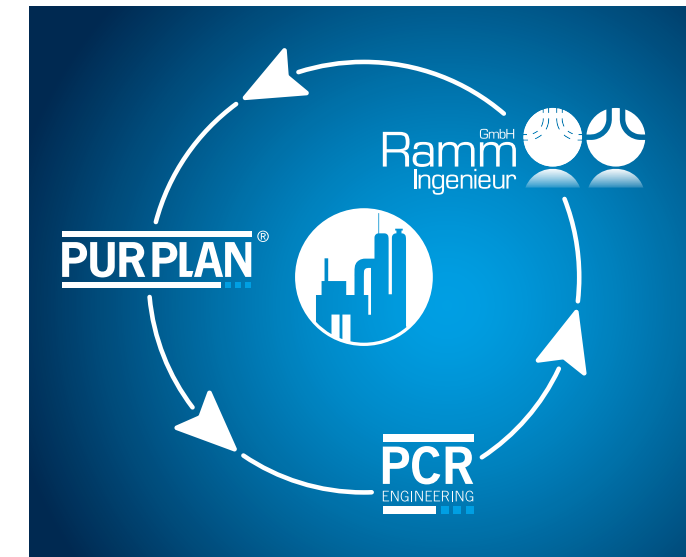 GmbH
Ramm
Ingenieur
PURPLAN®
PCR
ENGINEERING